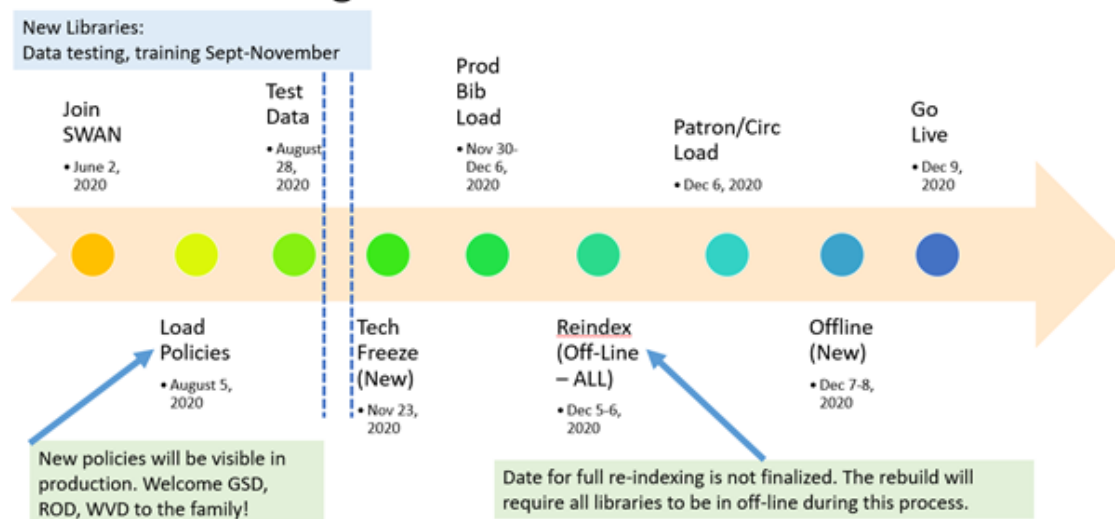 New Libraries:
Data testing, training Sept-November
Join
SWAN
• June 2,
2020
Test
Data
• August
28,
2020
Prod
Bib
Load
• Nov 30-
Dec 6,
2020
Patron/Circ
Load
• Dec 6, 2020
Go
Live
• Dec 9,
2020
Load
Policies
• August 5,
2020
Tech
Freeze
(New)
• Nov 23,
2020
Reindex
(Off-Line
– ALL)
• Dec 5-6,
2020
Offline
(New)
• Dec 7-8,
2020
New policies will be visible in
production. Welcome GSD,
ROD, WVD to the family!
Date for full re-indexing is not finalized. The rebuild will
require all libraries to be in off-line during this process.